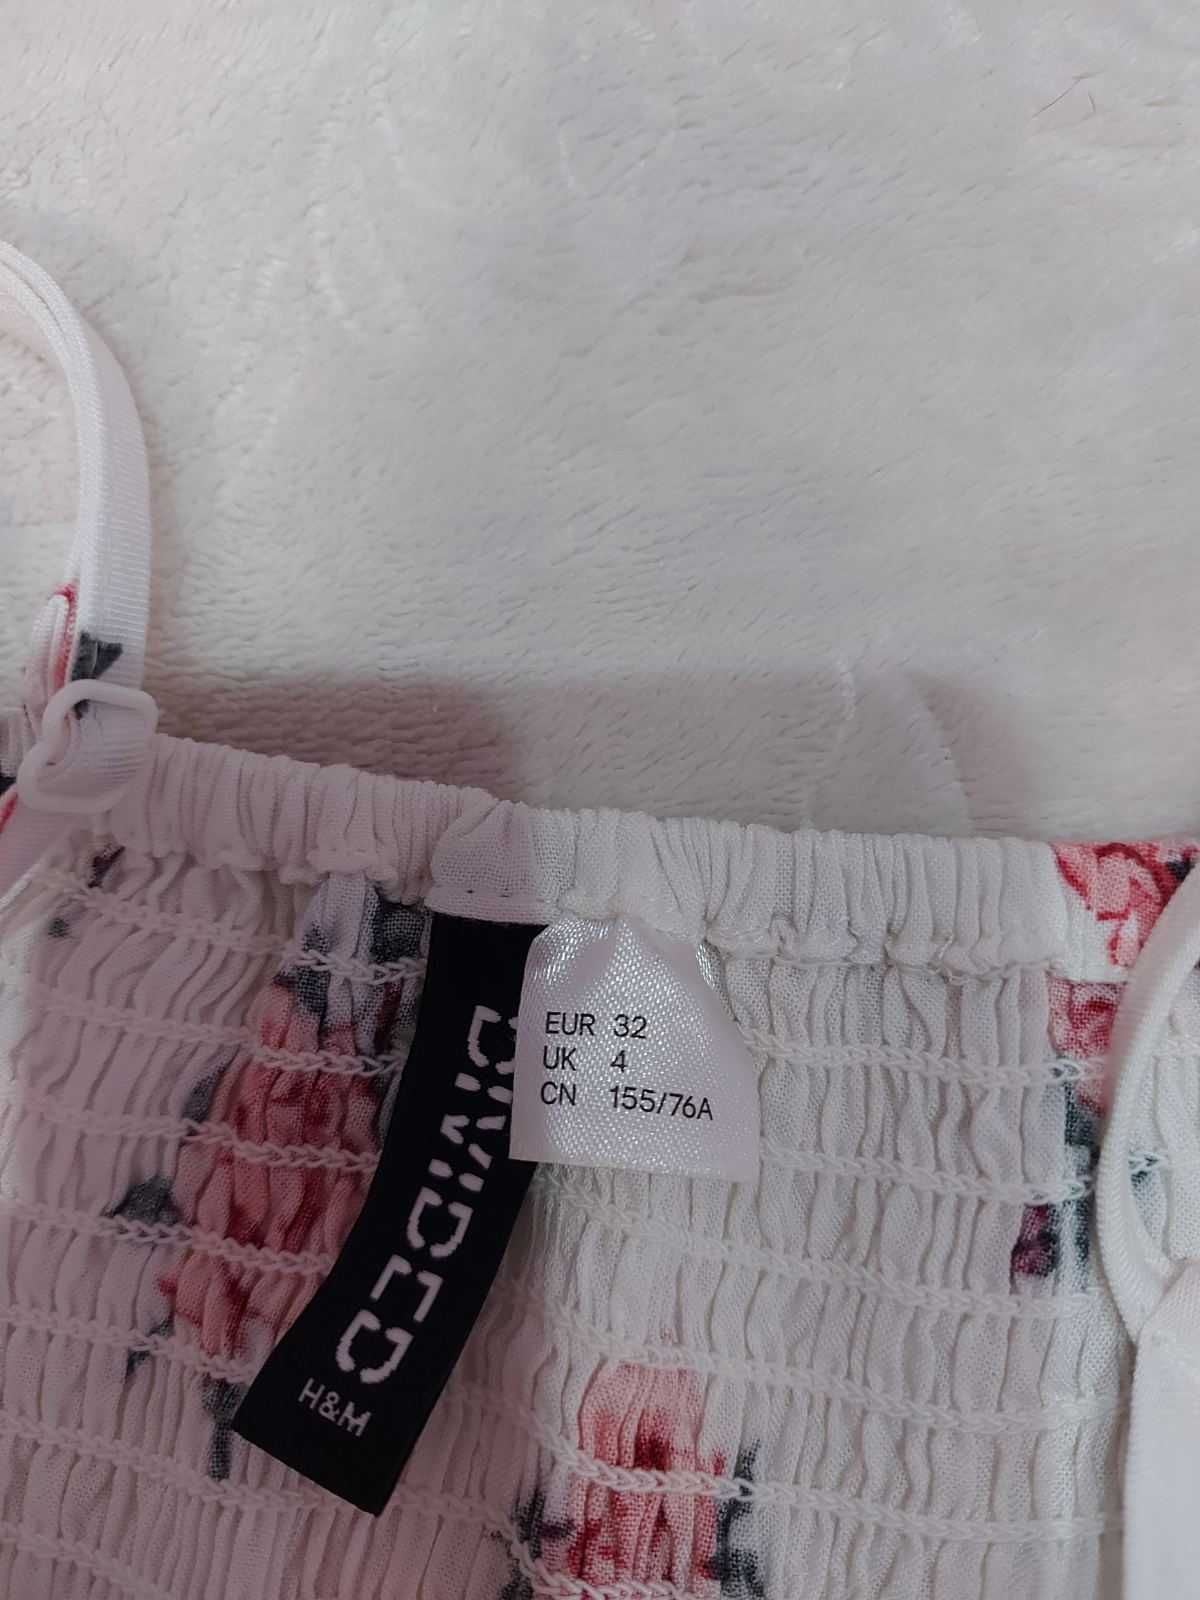 DIVIDED
H&M
EUR 32
UK 4
CN 155/76A